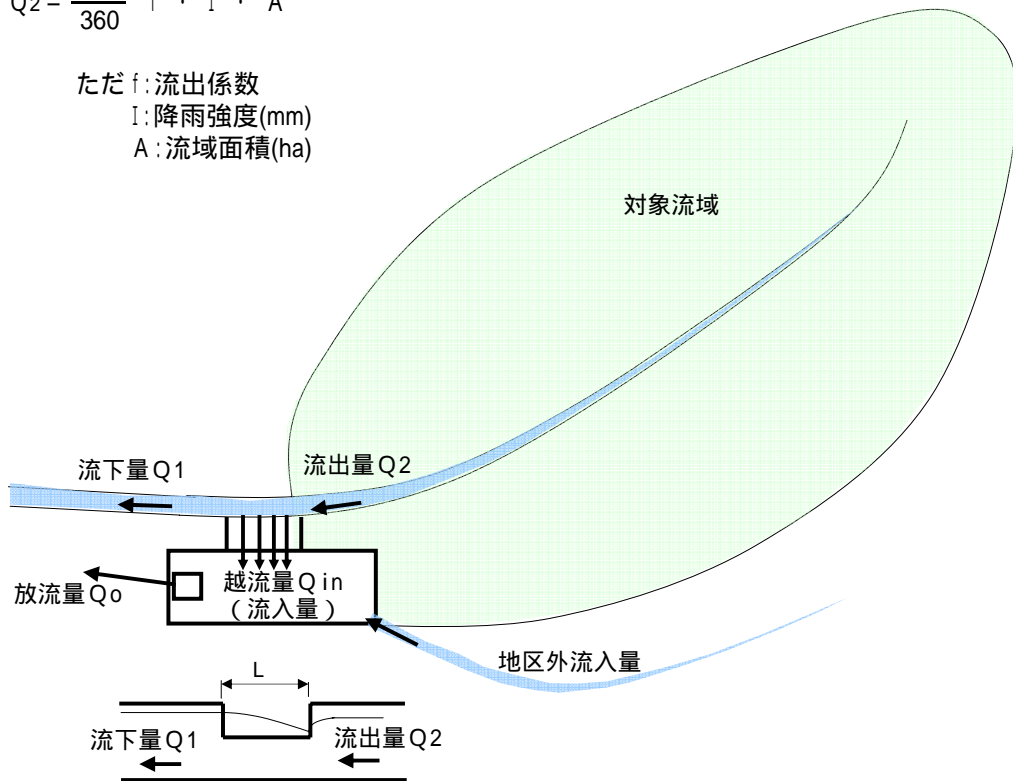 Q2 =
360
I
A
ただ f:流出係数
I:降雨強度(mm)
A:流域面積(ha)
対象流域
流下量Q1
流出量Q2
越流量Qin
(流入量)
放流量Qo
地区外流入量
L
流下量Q1
流出量Q2